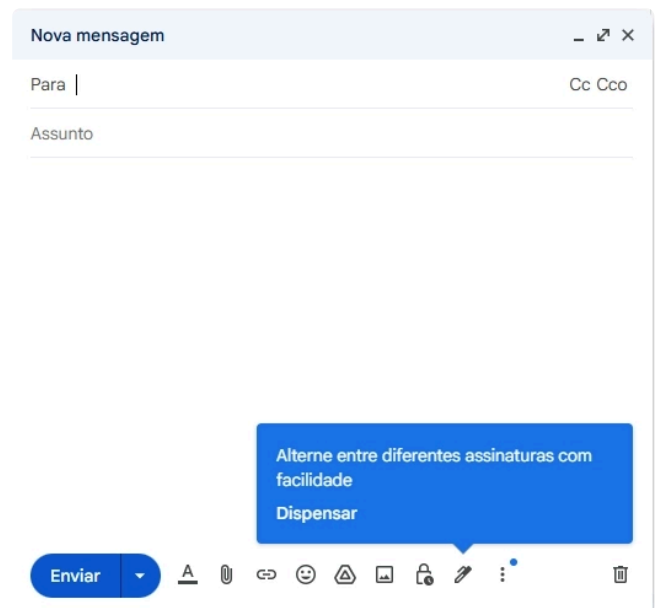 Nova mensagem
Para
Cc Cco
Assunto
Alterne entre diferentes assinaturas com
facilidade
Dispensar
Enviar
A